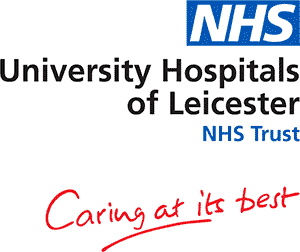 NHS
University Hospitals
of Leicester
NHS Trust
Caring at its best